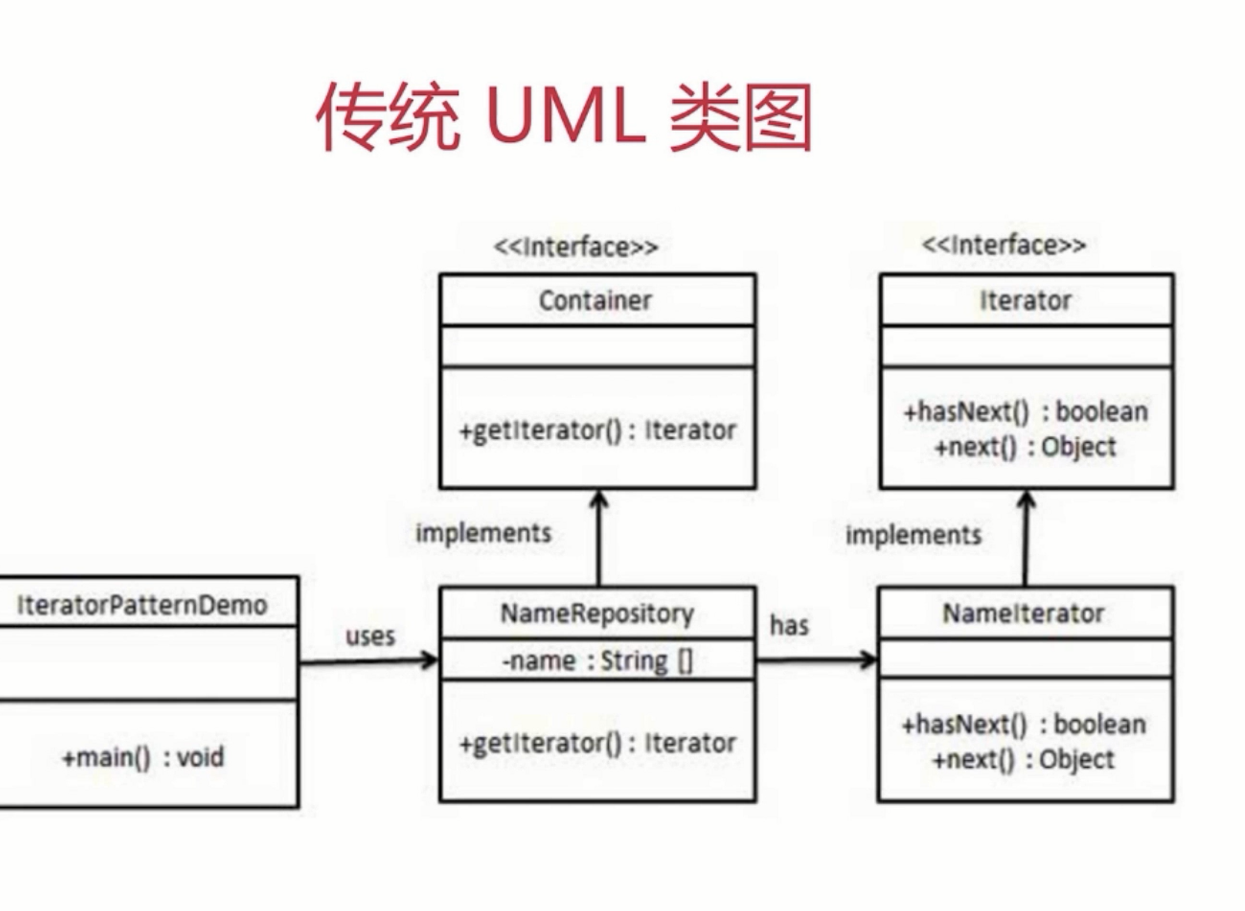 传统 UML 类图
<<Interface>>
Container
+getIterator() : Iterator
<<Interface>>
Iterator
+hasNext() : boolean
+next() : Object
implements
implements
IteratorPatternDemo
+main() : void
uses
NameRepository
-name : String []
+getIterator() : Iterator
has
NameIterator
+hasNext() : boolean
+next() : Object